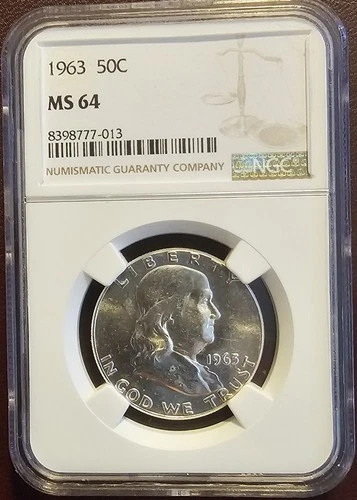 1963 50C
MS 64
8398777-013
NUMISMATIC GUARANTY COMPANY
NGC
LIBERTY
1963
IN GOD WE TRUST